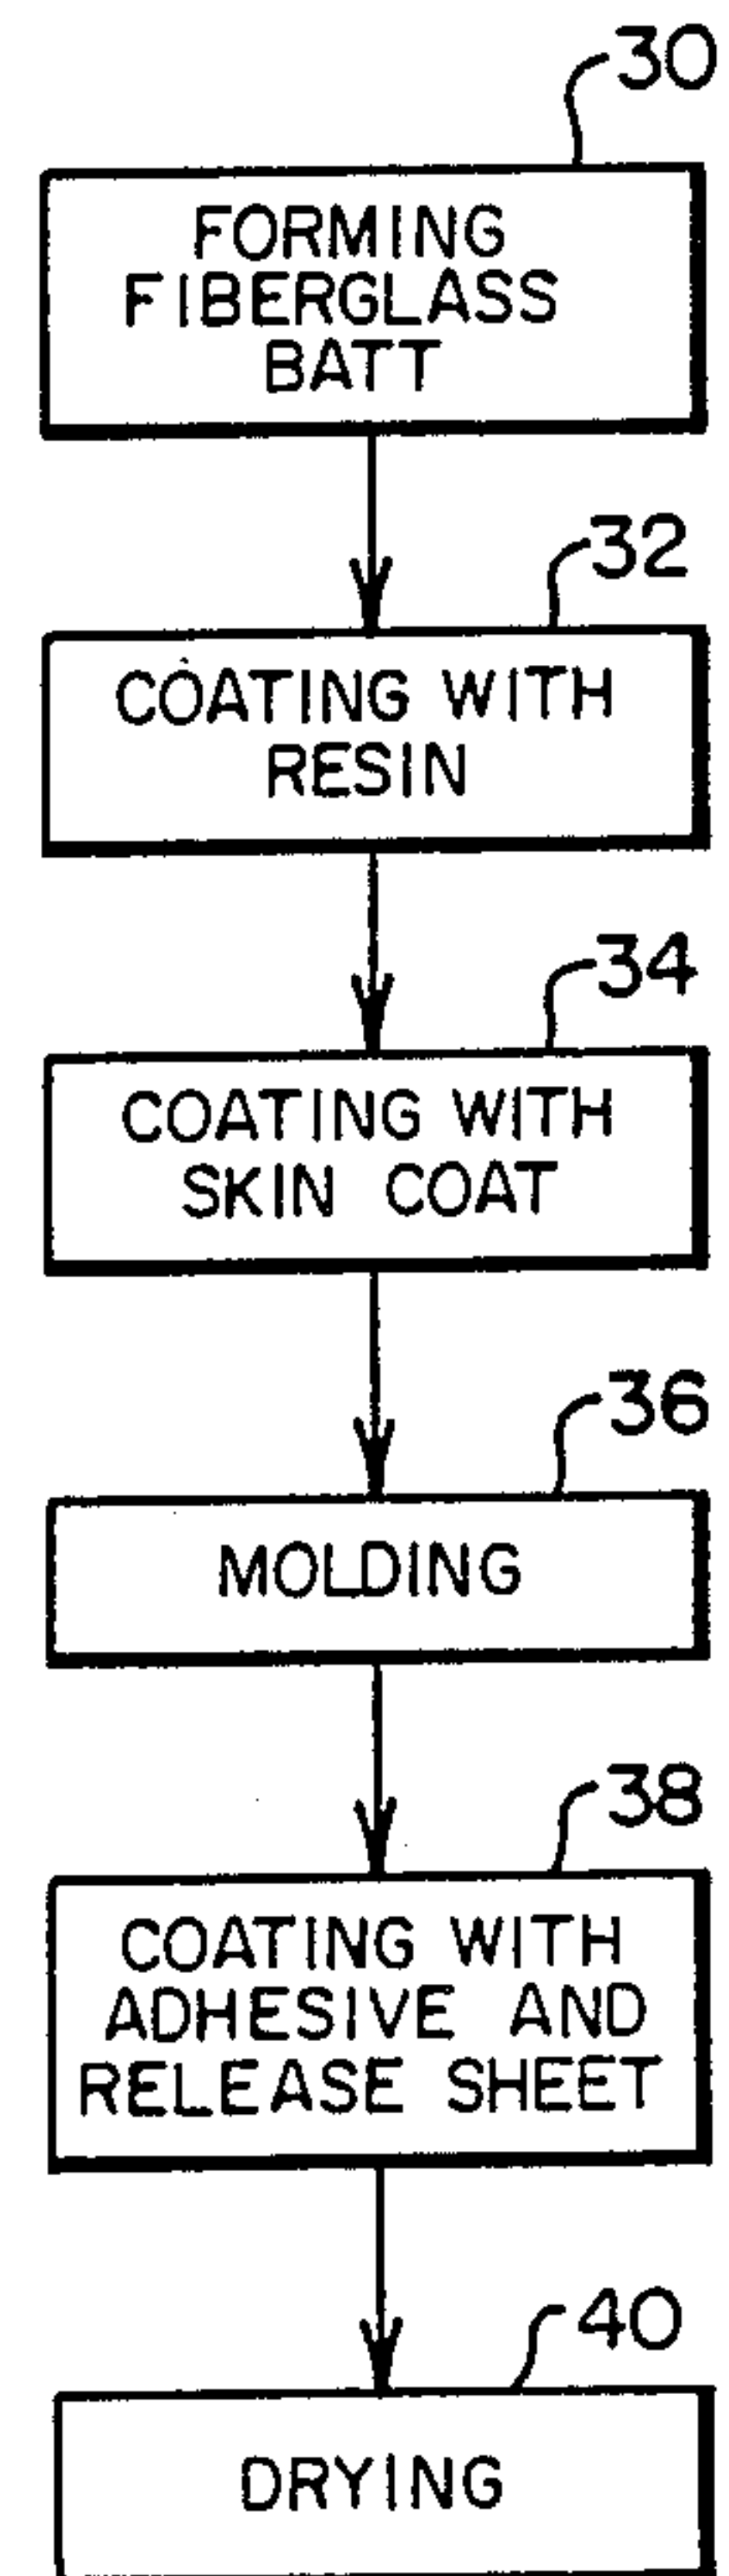 30
FORMING
FIBERGLASS
BATT
32
COATING WITH
RESIN
34
COATING WITH
SKIN COAT
36
MOLDING
38
COATING WITH
ADHESIVE AND
RELEASE SHEET
40
DRYING